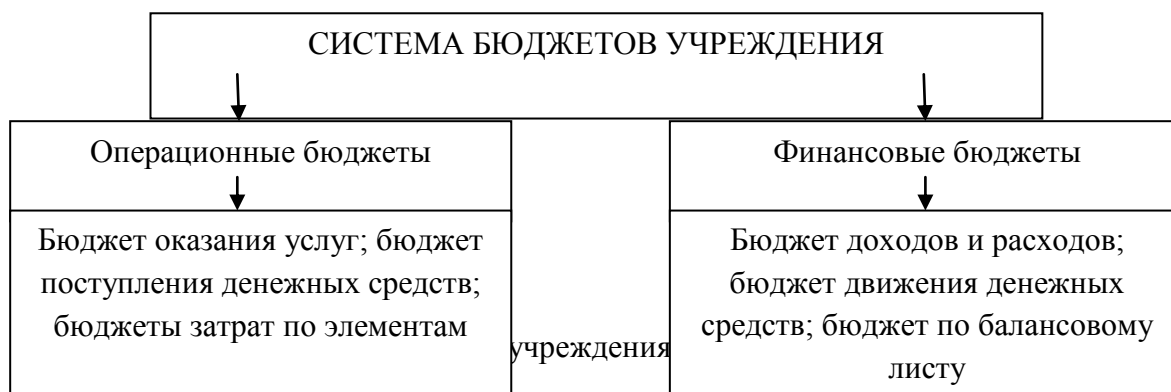 СИСТЕМА БЮДЖЕТОВ УЧРЕЖДЕНИЯ
Операционные бюджеты
Бюджет оказания услуг; бюджет
поступления денежных средств;
бюджеты затрат по элементам
Финансовые бюджеты
Бюджет доходов и расходов;
бюджет движения денежных
средств; бюджет по балансовому
листу
учреждения